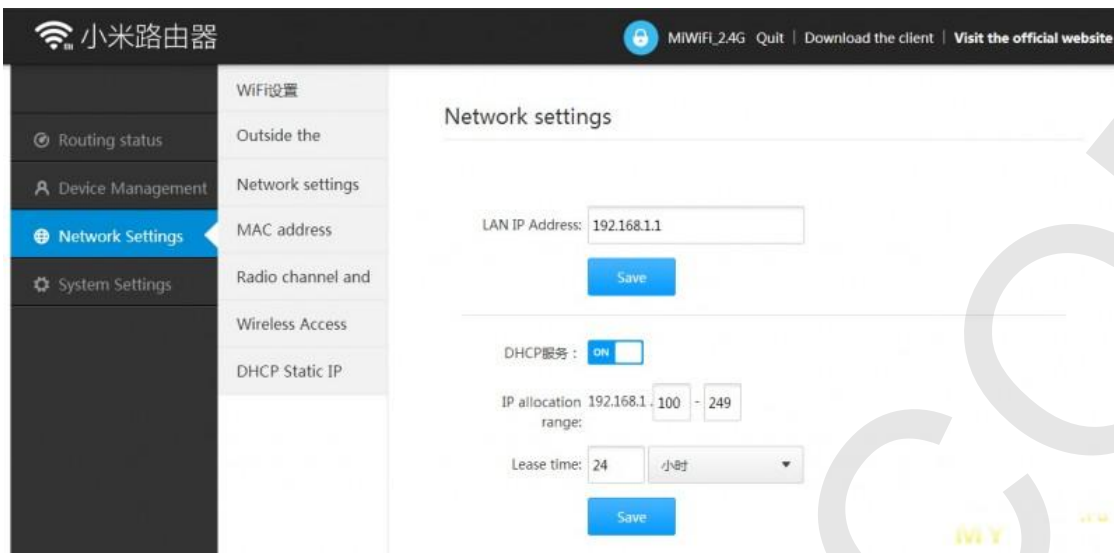 小米路由器
MiWiFi_2.4G Quit | Download the client | Visit the official website
Routing status
Device Management
Network Settings
System Settings
WiFi设置
Outside the
Network settings
MAC address
Radio channel and
Wireless Access
DHCP Static IP
Network settings
LAN IP Address: 192.168.1.1
Save
DHCP服务： ON
IP allocation 192.168.1. 100 - 249
range:
Lease time: 24 小时
Save
MY
.ru